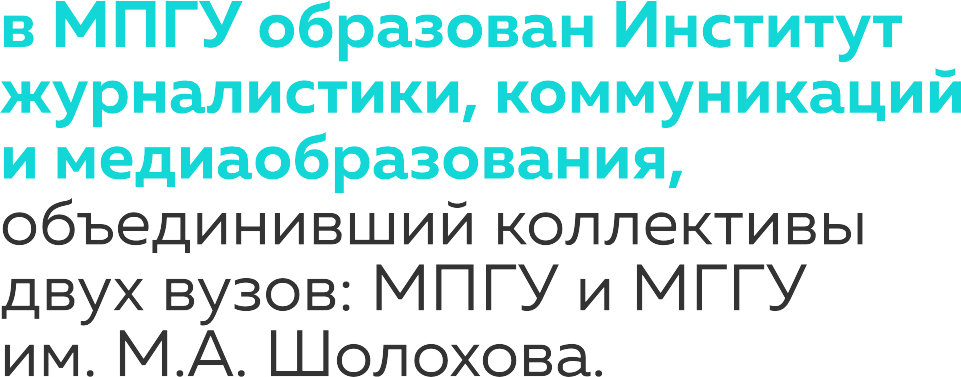 в МПГУ образован Институт
журналистики, коммуникаций
и медиаобразования,
объединивший коллективы
двух вузов: МПГУ и МГГУ
им. М.А. Шолохова.